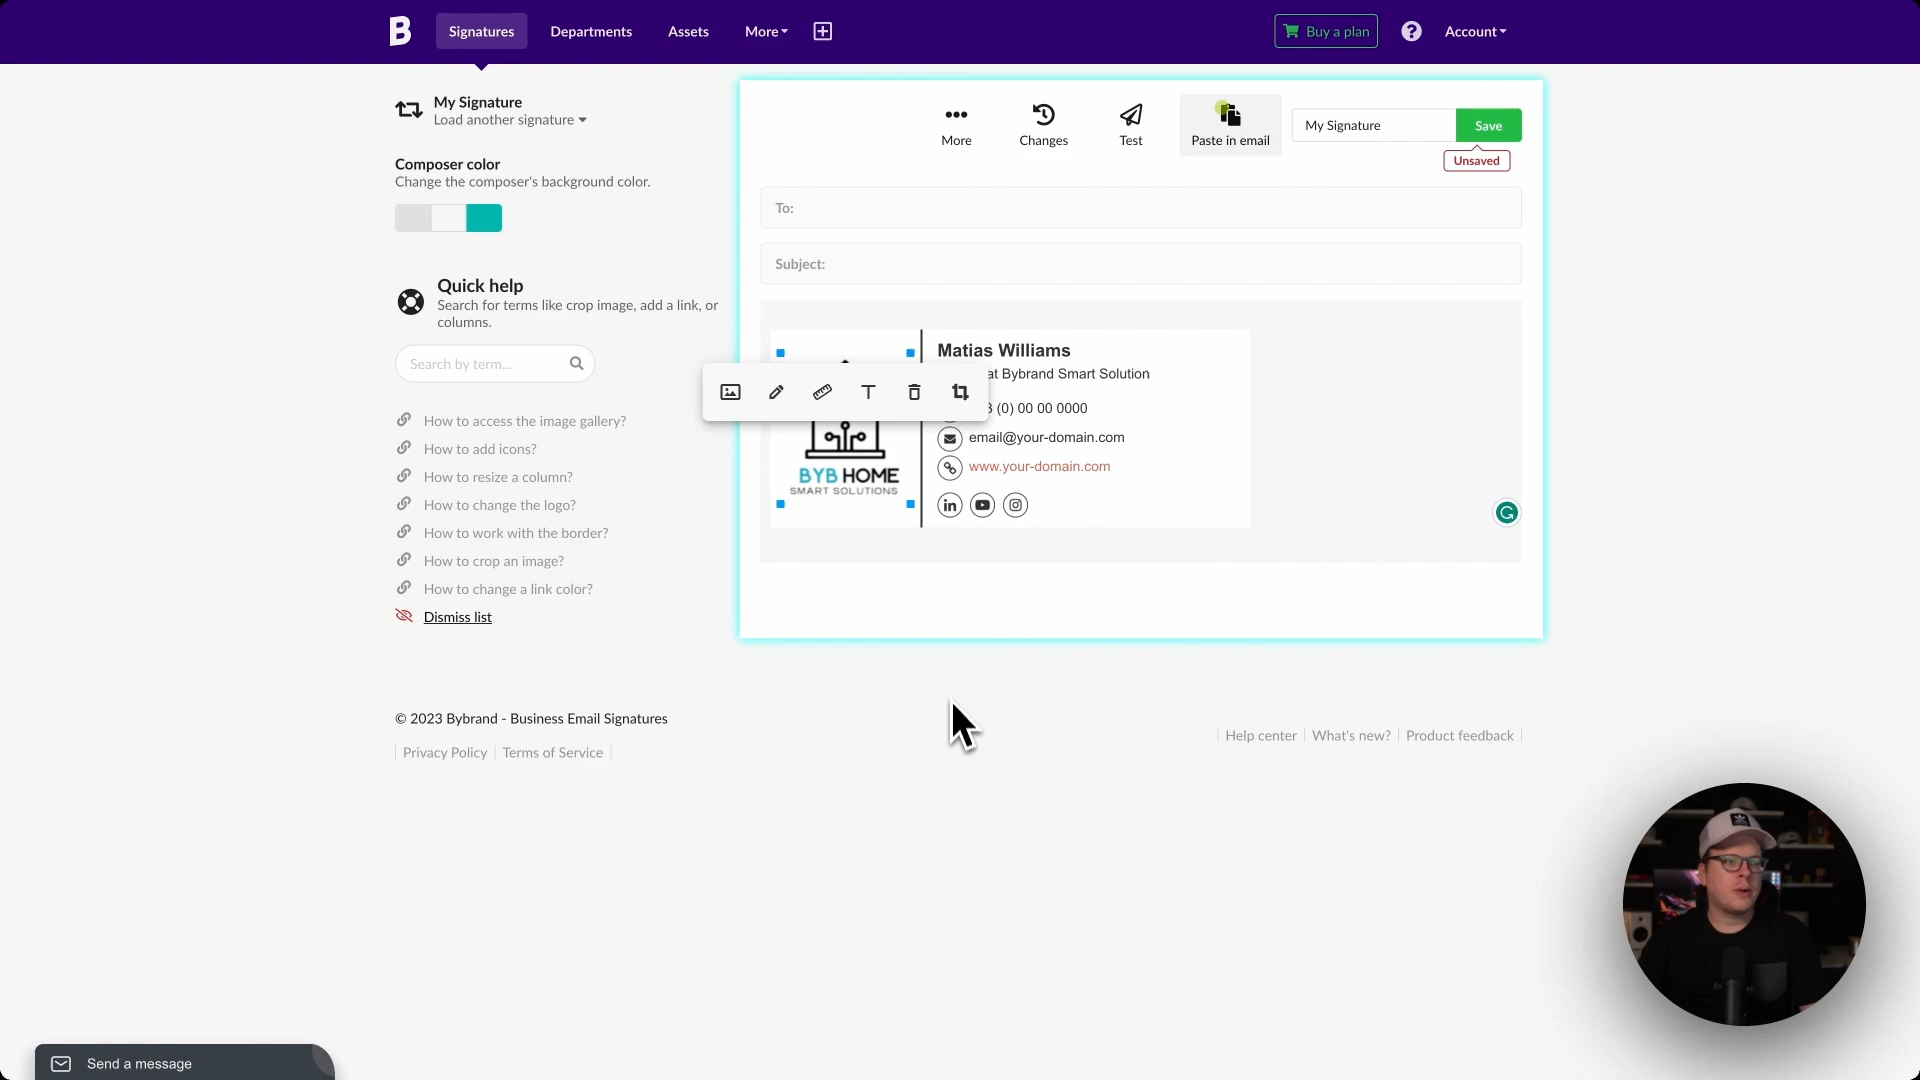 B
Signatures
Departments
Assets
More
Buy a plan
?
Account
My Signature
Load another signature
Composer color
Change the composer's background color.
Quick help
Search for terms like crop image, add a link, or
columns.
Search by term...
How to access the image gallery?
How to add icons?
How to resize a column?
How to change the logo?
How to work with the border?
How to crop an image?
How to change a link color?
Dismiss list
More
Changes
Test
Paste in email
My Signature
Save
Unsaved
To:
Subject:
Matias Williams
at Bybrand Smart Solution
(0) 00 00 0000
email@your-domain.com
www.your-domain.com
in
BYB HOME
SMART SOLUTIONS
© 2023 Bybrand - Business Email Signatures
Privacy Policy
Terms of Service
Help center
What's new?
Product feedback
Send a message